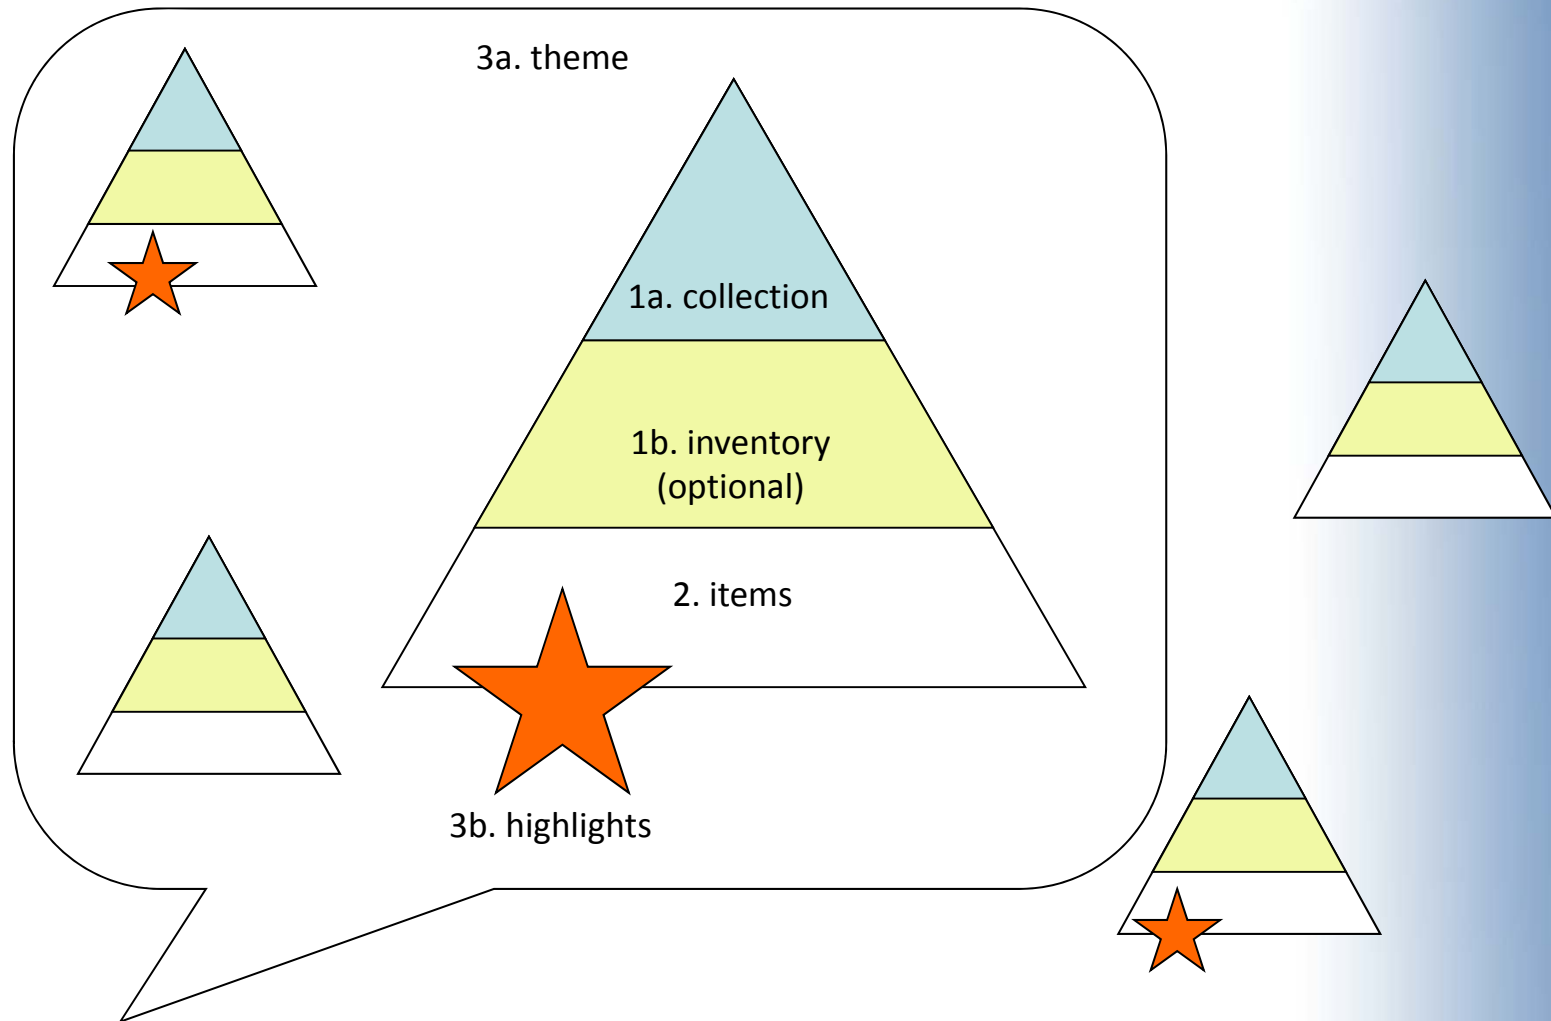 3a. theme
1a. collection
1b. inventory
(optional)
2. items
3b. highlights